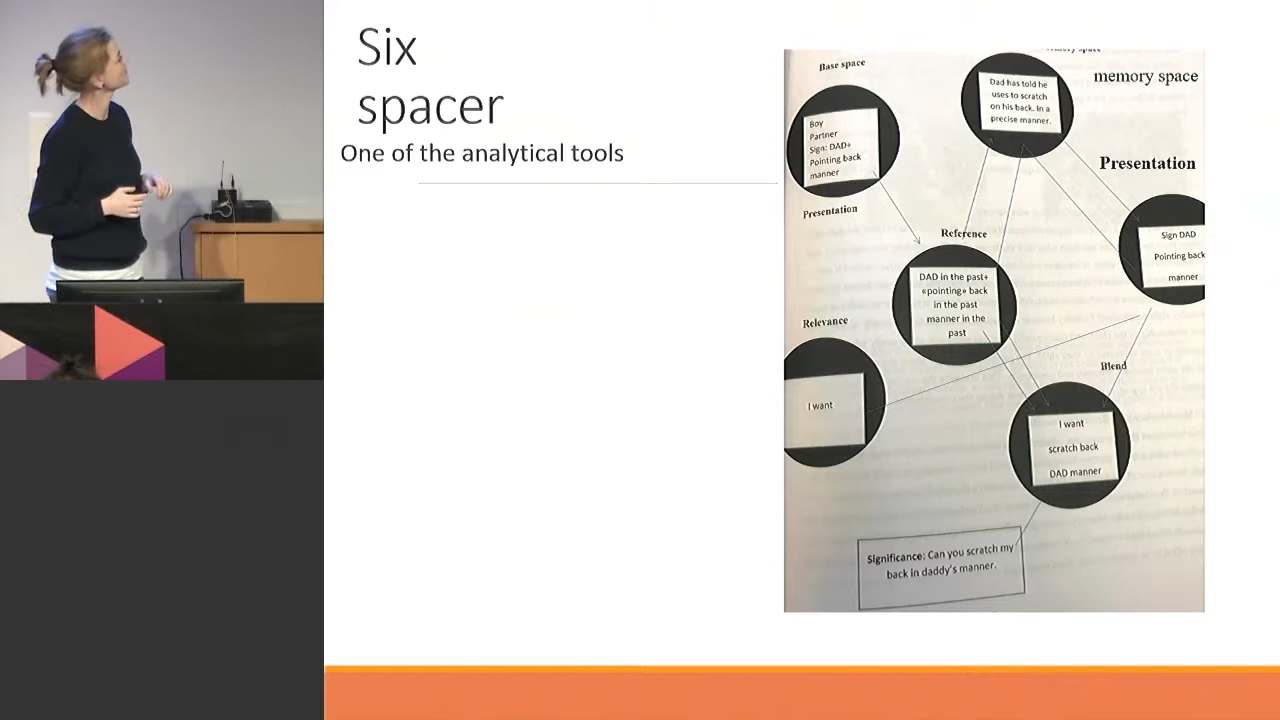 Six
spacer
One of the analytical tools
Base space
Boy
Partner
Sign: DAD+
Pointing back
manner
Presentation
memory space
Dad has told he
uses to scratch
on his back. In a
precise manner.
memory space
Presentation
Sign DAD
Pointing back
manner
Reference
DAD in the past+
«pointing» back
in the past
manner in the
past
Relevance
I want
Blend
I want
scratch back
DAD manner
Significance: Can you scratch my
back in daddy's manner.